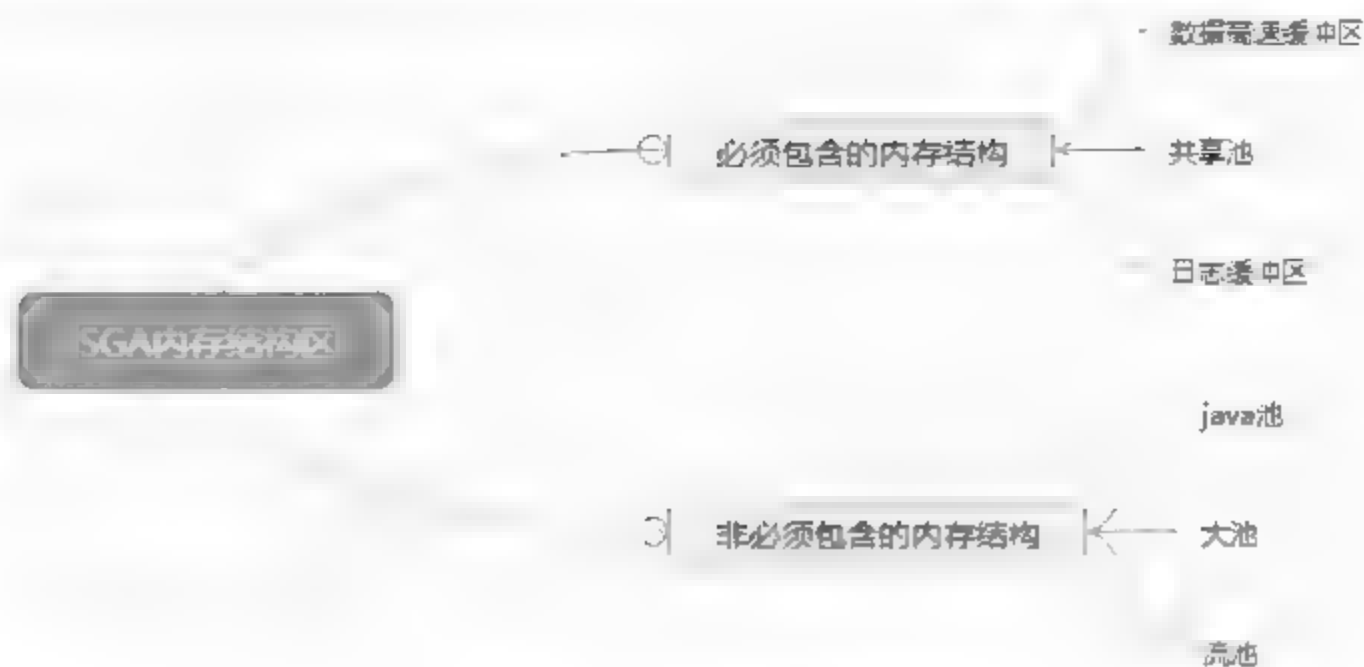 数据高速缓冲区
必须包含的内存结构
共享池
日志缓冲区
SGA内存结构区
java池
非必须包含的内存结构
大池
流池